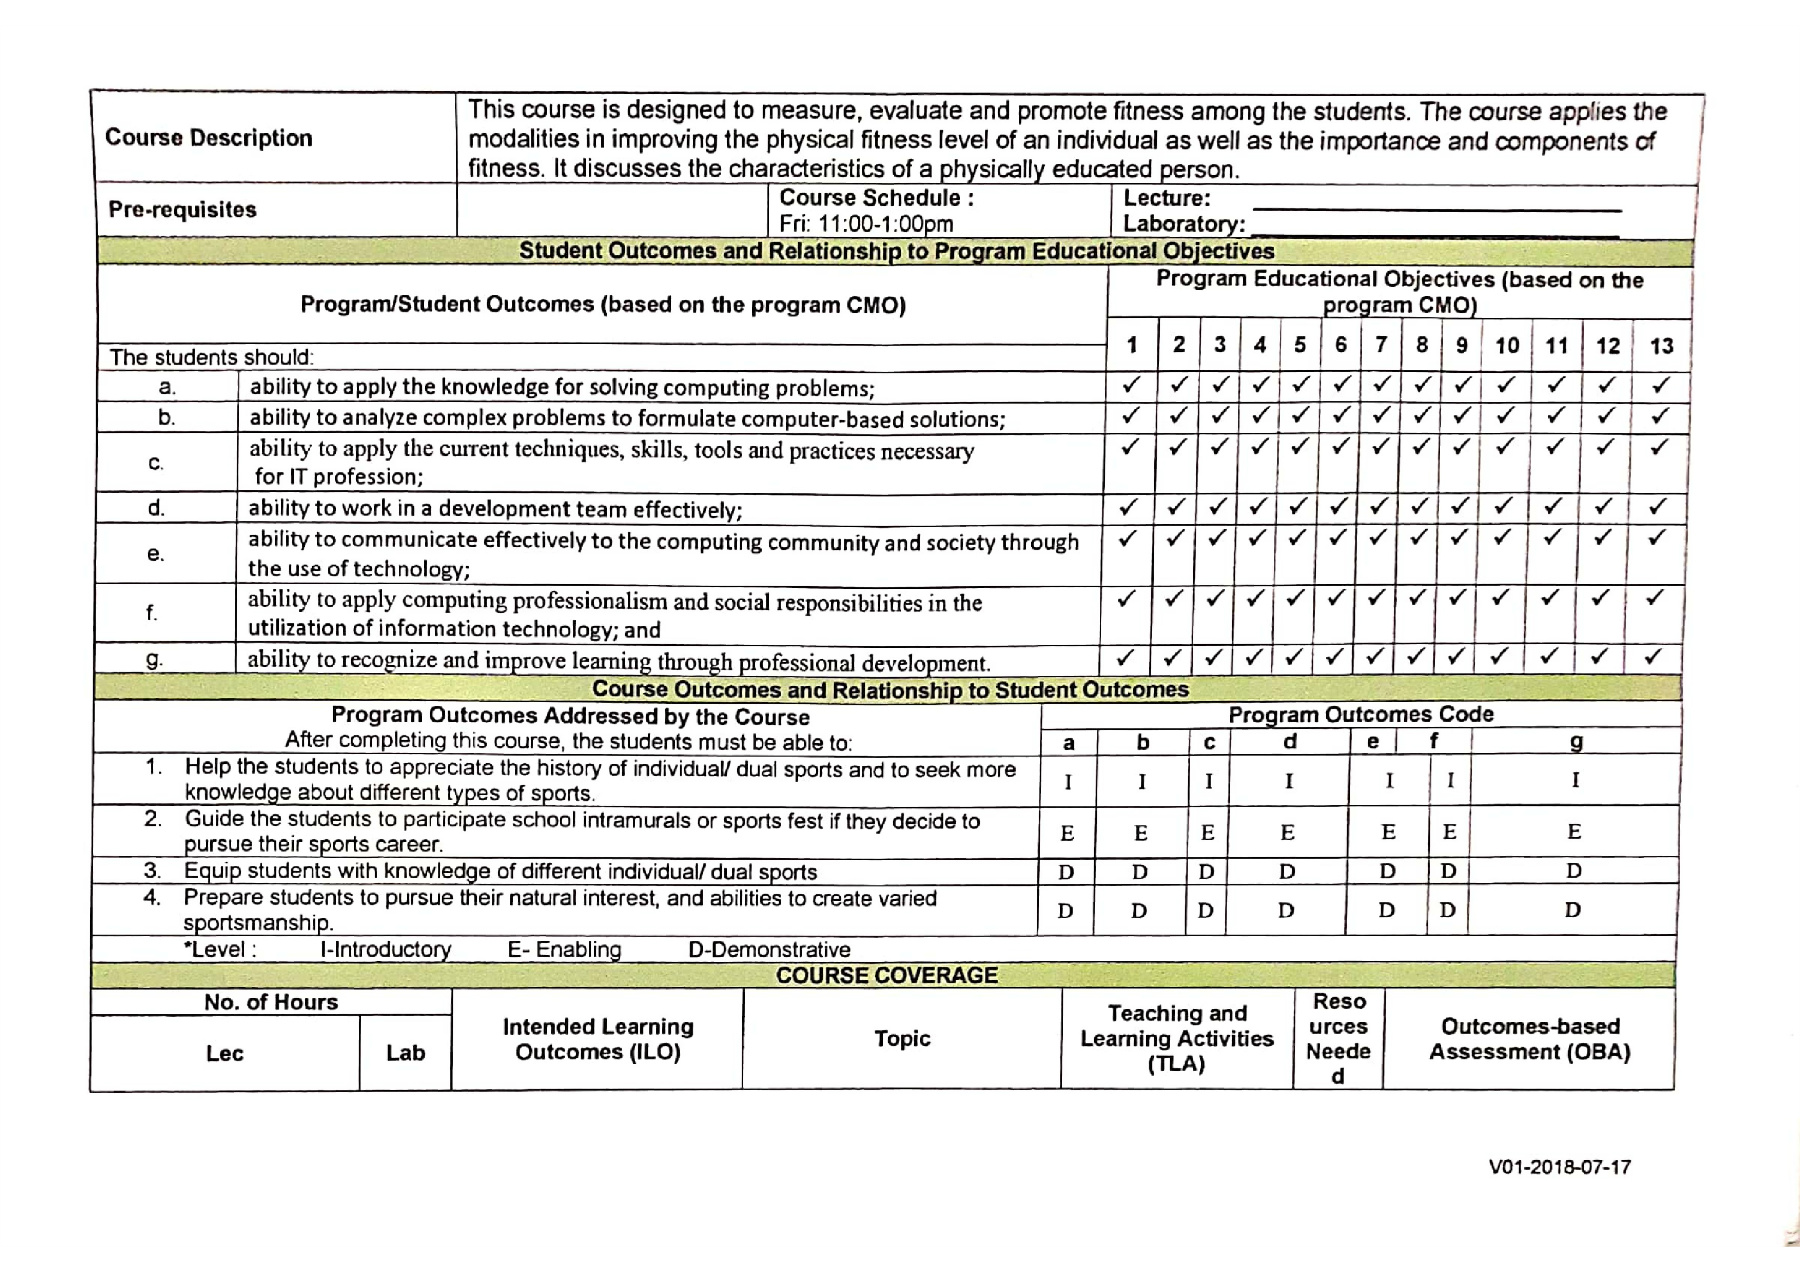 Course Description
This course is designed to measure, evaluate and promote fitness among the students. The course applies the
modalities in improving the physical fitness level of an individual as well as the importance and components of
fitness. It discusses the characteristics of a physically educated person.
Pre-requisites
Course Schedule :
Fri: 11:00-1:00pm
Lecture:
Laboratory:
Student Outcomes and Relationship to Program Educational Objectives
Program/Student Outcomes (based on the program CMO)
Program Educational Objectives (based on the
program CMO)
1 2 3 4 5 6 7 8 9 10 11 12 13
The students should:
a. ability to apply the knowledge for solving computing problems; ✓ ✓ ✓ ✓ ✓ ✓ ✓ ✓ ✓ ✓ ✓ ✓ ✓
b. ability to analyze complex problems to formulate computer-based solutions; ✓ ✓ ✓ ✓ ✓ ✓ ✓ ✓ ✓ ✓ ✓ ✓ ✓
c. ability to apply the current techniques, skills, tools and practices necessary ✓ ✓ ✓ ✓ ✓ ✓ ✓ ✓ ✓ ✓ ✓ ✓ ✓
for IT profession;
d. ability to work in a development team effectively; ✓ ✓ ✓ ✓ ✓ ✓ ✓ ✓ ✓ ✓ ✓ ✓ ✓
e. ability to communicate effectively to the computing community and society through ✓ ✓ ✓ ✓ ✓ ✓ ✓ ✓ ✓ ✓ ✓ ✓ ✓
the use of technology;
f. ability to apply computing professionalism and social responsibilities in the ✓ ✓ ✓ ✓ ✓ ✓ ✓ ✓ ✓ ✓ ✓ ✓ ✓
utilization of information technology; and
g. ability to recognize and improve learning through professional development. ✓ ✓ ✓ ✓ ✓ ✓ ✓ ✓ ✓ ✓ ✓ ✓ ✓
Course Outcomes and Relationship to Student Outcomes
Program Outcomes Addressed by the Course
After completing this course, the students must be able to:
Program Outcomes Code
a b c d e f g
1. Help the students to appreciate the history of individual/ dual sports and to seek more
knowledge about different types of sports.
I I I I I I I
2. Guide the students to participate school intramurals or sports fest if they decide to
pursue their sports career.
E E E E E E E
3. Equip students with knowledge of different individual/ dual sports D D D D D D D
4. Prepare students to pursue their natural interest, and abilities to create varied
sportsmanship.
D D D D D D D
*Level : I-Introductory E- Enabling D-Demonstrative
COURSE COVERAGE
No. of Hours
Lec
Lab
Intended Learning
Outcomes (ILO)
Topic
Teaching and
Learning Activities
(TLA)
Reso
urces
Neede
d
Outcomes-based
Assessment (OBA)
V01-2018-07-17